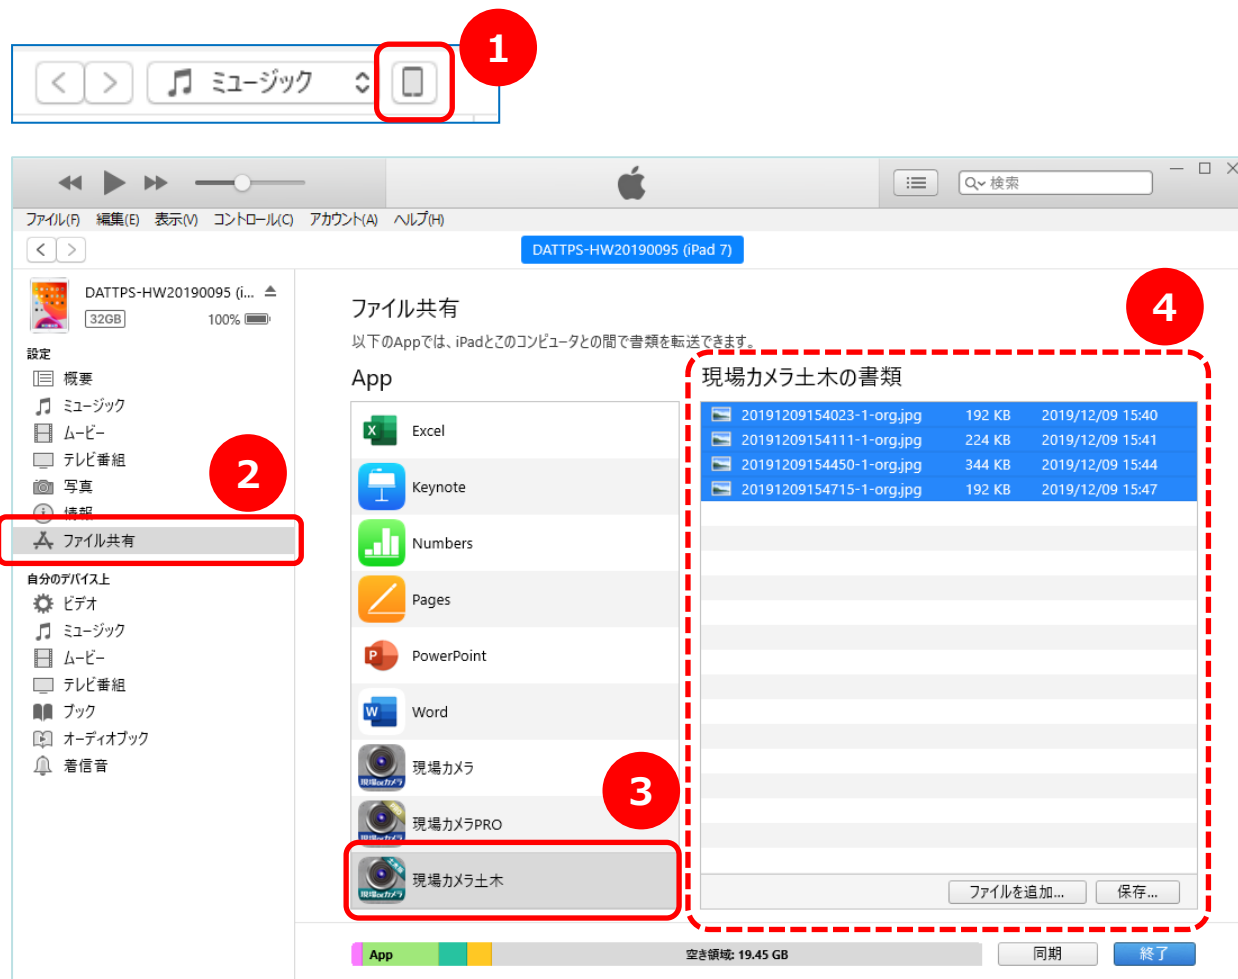 1
ミュージック
検索
ファイル(F) 編集(E) 表示(V) コントロール(C) アカウント(A) ヘルプ(H)
DATTPS-HW20190095 (iPad 7)
DATTPS-HW20190095 (i...
32GB 100%
設定
概要
ミュージック
ムービー
テレビ番組
写真
情報
ファイル共有
2
自分のデバイス上
ビデオ
ミュージック
ムービー
テレビ番組
ブック
オーディオブック
着信音
ファイル共有
以下のAppでは、iPadとこのコンピュータとの間で書類を転送できます。
App
Excel
Keynote
Numbers
Pages
PowerPoint
Word
現場カメラ
現場カメラPRO
現場カメラ土木
3
4
現場カメラ土木の書類
20191209154023-1-org.jpg 192 KB 2019/12/09 15:40
20191209154111-1-org.jpg 224 KB 2019/12/09 15:41
20191209154450-1-org.jpg 344 KB 2019/12/09 15:44
20191209154715-1-org.jpg 192 KB 2019/12/09 15:47
ファイルを追加... 保存...
App 空き領域: 19.45 GB 同期 終了